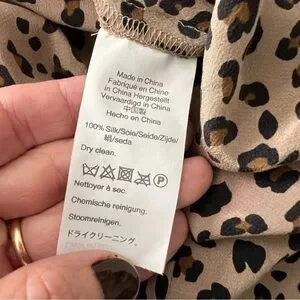 Made in China
Fabriqué en Chine
in China Hergestellt
Vervaardigd in China
中国製
Hecho en China
100% Silk/Soie/Seide/Zijde/
絹/seda
Dry clean.
Nettoyer à sec.
Chemische reinigung.
Stoomreinigen.
ドライクリーニング。